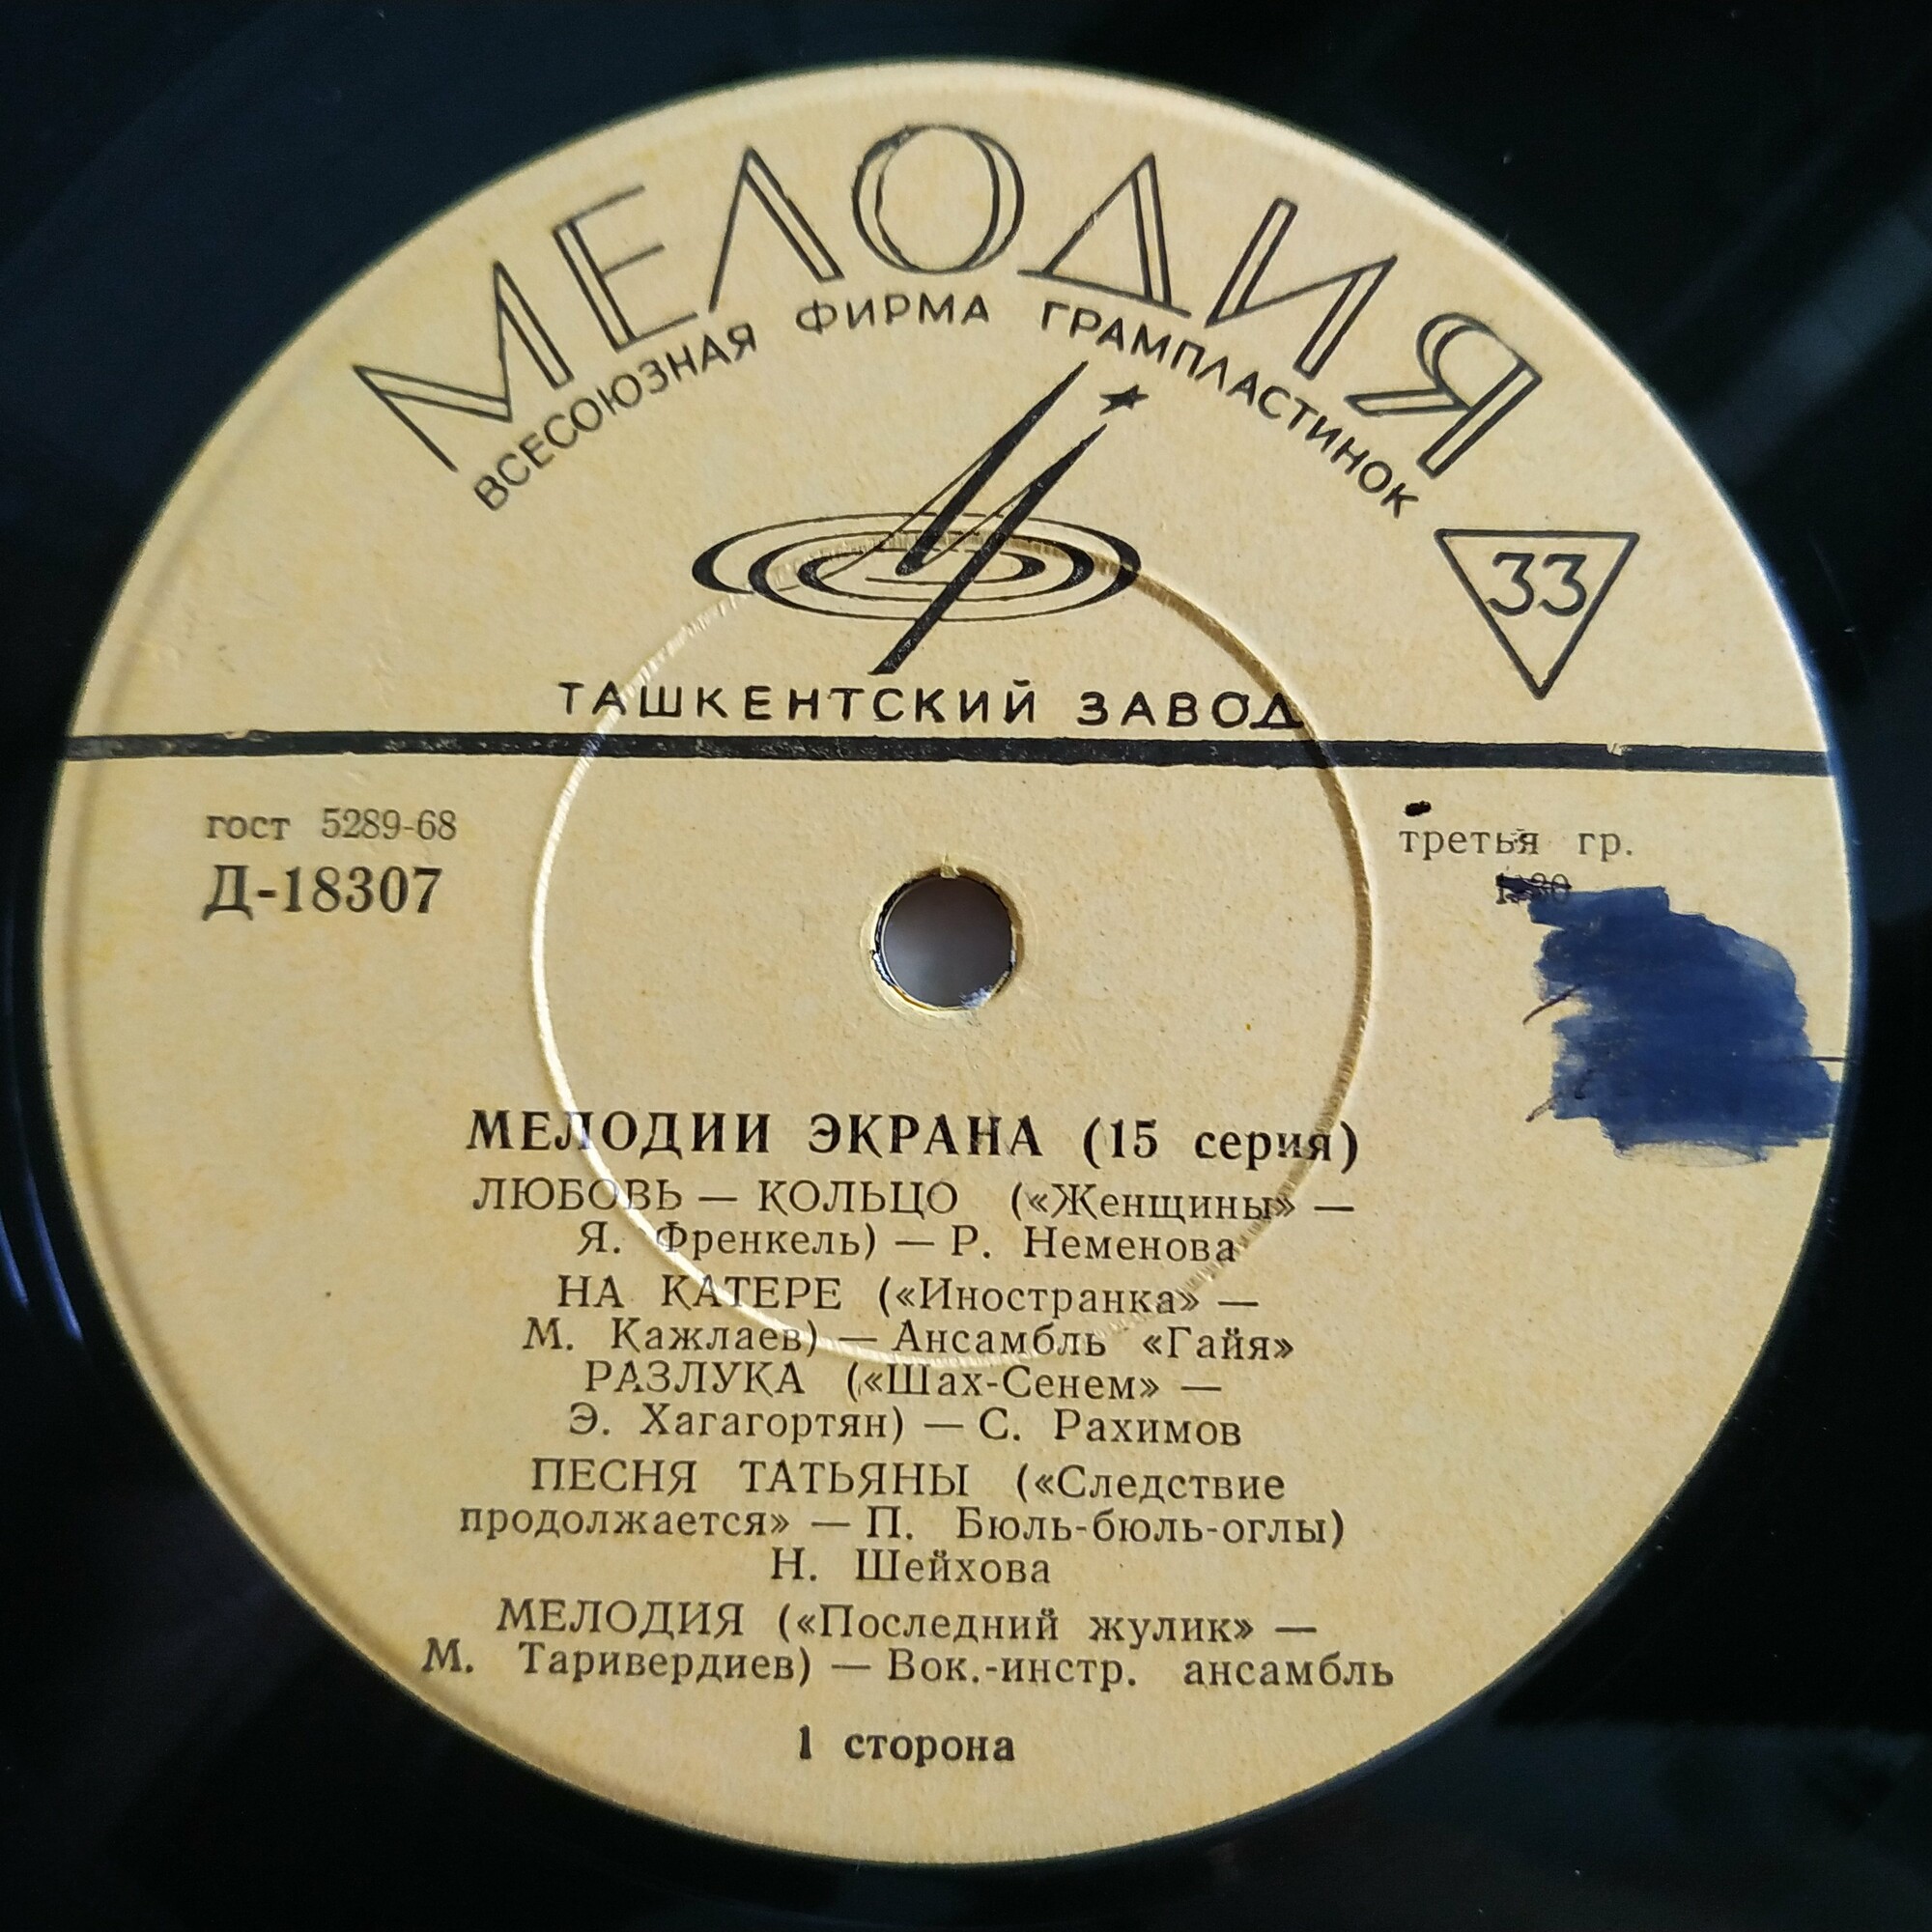 МЕЛОДИЯ
ВСЕСОЮЗНАЯ ФИРМА ГРАМПЛАСТИНОК
33
ТАШКЕНТСКИЙ ЗАВОД
гост 5289-68
третья гр.
Д-18307
МЕЛОДИИ ЭКРАНА (15 серия)
ЛЮБОВЬ — КОЛЬЦО («Женщины» —
Я. Френкель) — Р. Неменова
НА КАТЕРЕ («Иностранка» —
М. Кажлаев) — Ансамбль «Гайя»
РАЗЛУКА («Шах-Сенем» —
Э. Хагагортян) — С. Рахимов
ПЕСНЯ ТАТЬЯНЫ («Следствие
продолжается» — П. Бюль-бюль-оглы)
Н. Шейхова
МЕЛОДИЯ («Последний жулик» —
М. Таривердиев) — Вок.-инстр. ансамбль
1 сторона